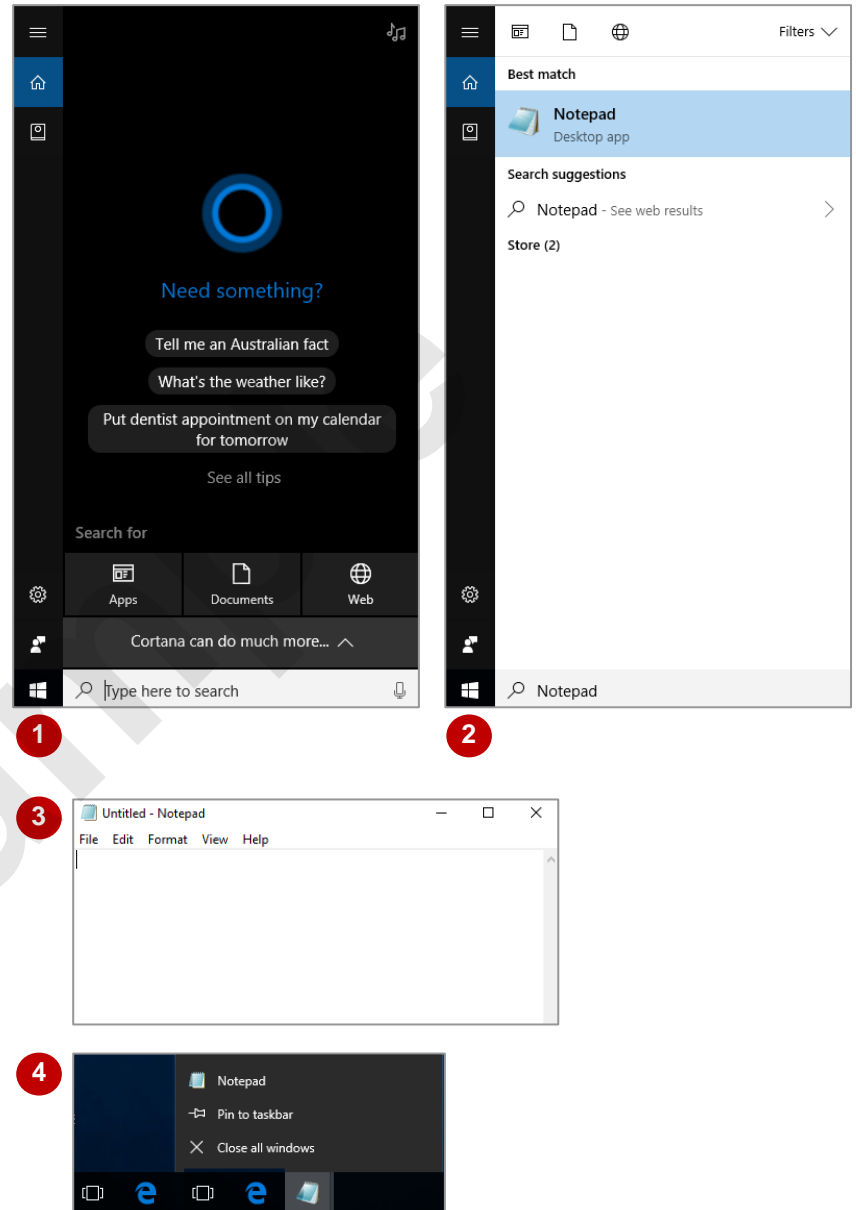 Need something?
Tell me an Australian fact
What's the weather like?
Put dentist appointment on my calendar
for tomorrow
See all tips
Search for
Apps Documents Web
Cortana can do much more...
Type here to search
1
Filters
Best match
Notepad
Desktop app
Search suggestions
Notepad - See web results
Store (2)
Notepad
2
3
Untitled - Notepad
File Edit Format View Help
4
Notepad
Pin to taskbar
Close all windows